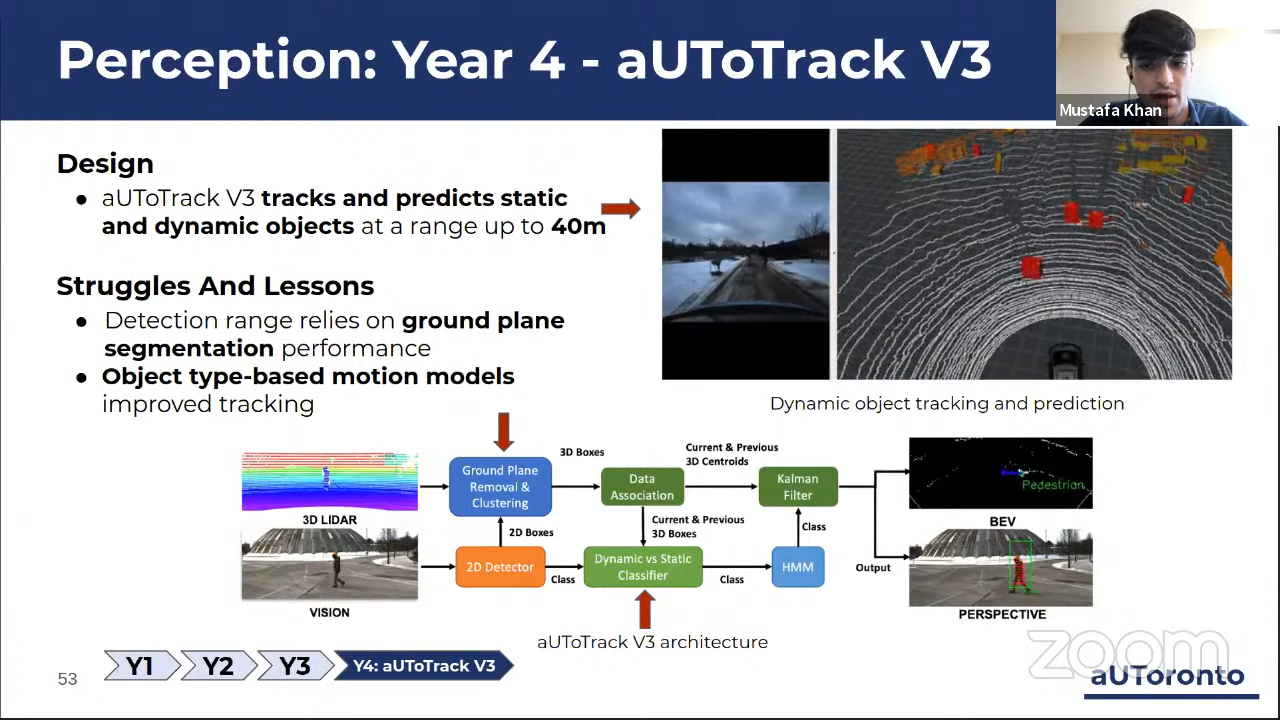 Perception: Year 4 - aUToTrack V3
Mustafa Khan
Design
● aUToTrack V3 tracks and predicts static
and dynamic objects at a range up to 40m
Struggles And Lessons
● Detection range relies on ground plane
segmentation performance
● Object type-based motion models
improved tracking
Dynamic object tracking and prediction
3D LIDAR
VISION
Ground Plane
Removal &
Clustering
2D Boxes
2D Detector
3D Boxes
Class
Data
Association
Current & Previous
3D Boxes
Dynamic vs Static
Classifier
Current & Previous
3D Centroids
Class
Kalman
Filter
Class
HMM
Output
Pedestrian
BEV
PERSPECTIVE
aUToTrack V3 architecture
Y1
Y2
Y3
Y4: aUToTrack V3
53
zoom
aUToronto